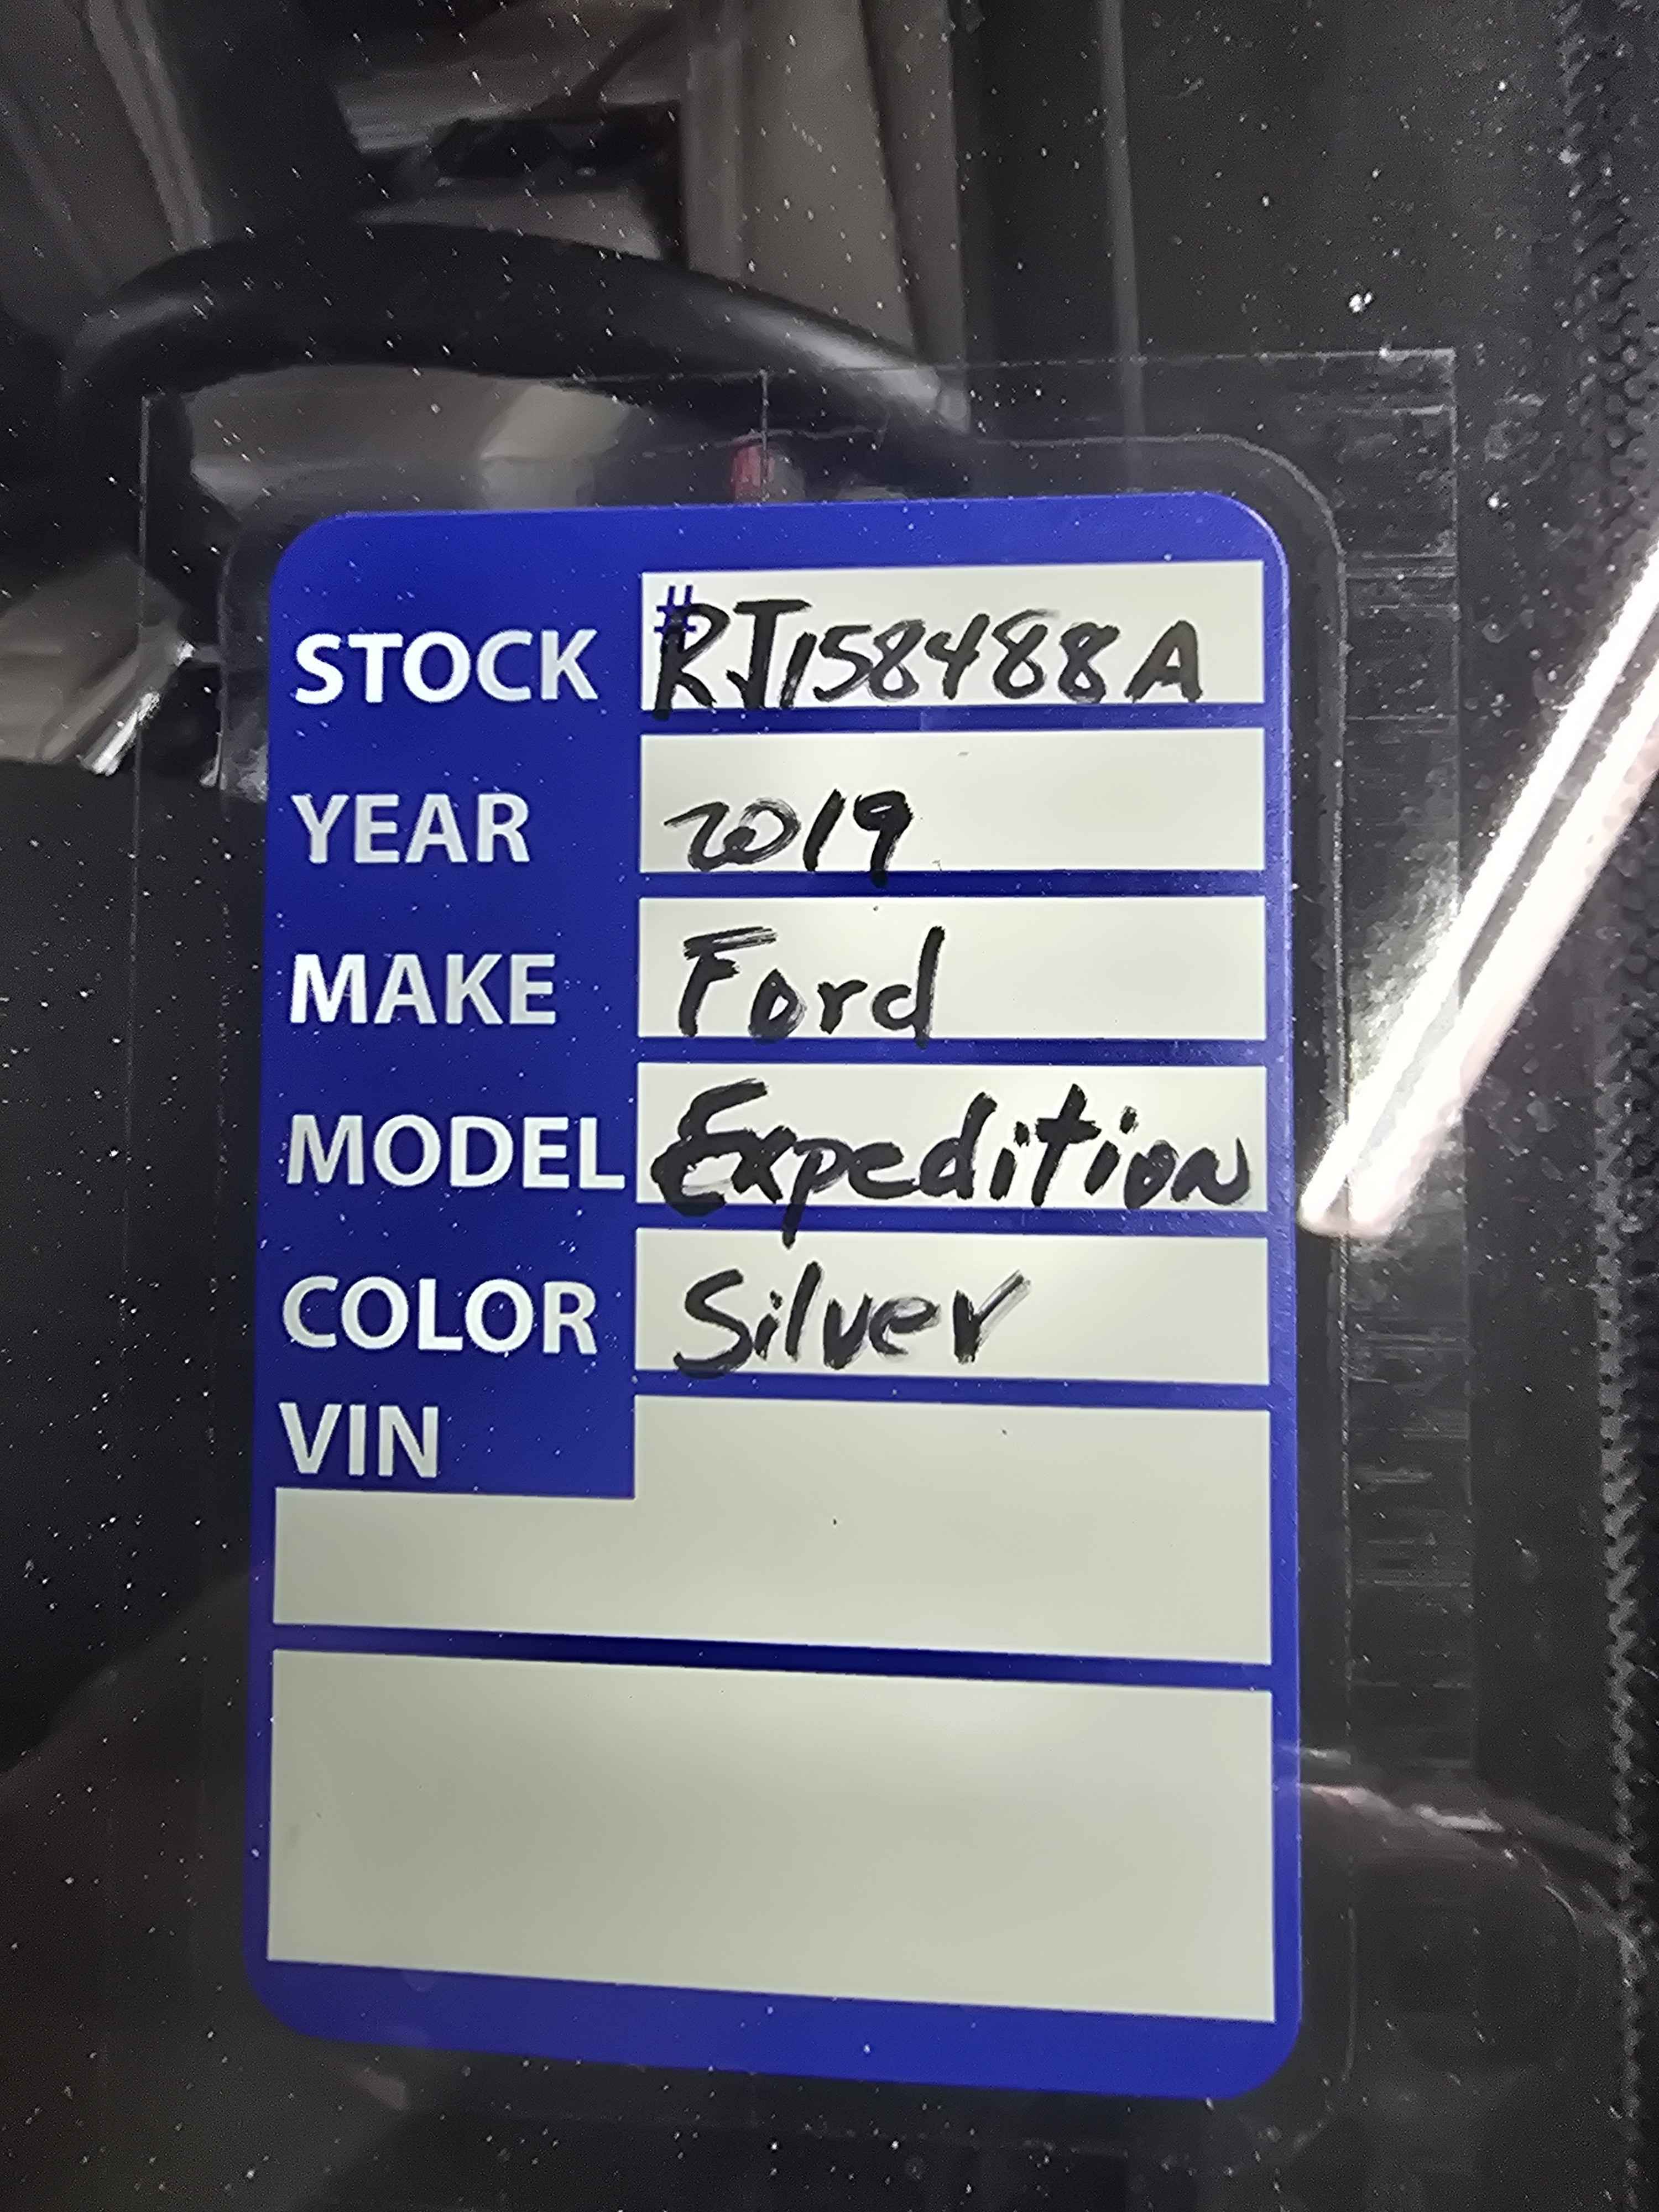 STOCK #RJ158488A
YEAR 2019
MAKE Ford
MODEL Expedition
COLOR Silver
VIN